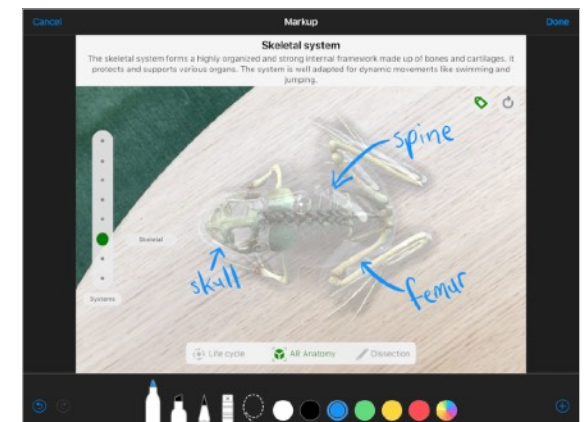 Cancel
Markup
Done
Skeletal system
The skeletal system forms a highly organized and strong internal framework made up of bones and cartilages. It
protects and supports various organs. The system is well adapted for dynamic movements like swimming and
jumping.
spine
Skeletal
skull
femur
Systems
Life cycle
AR Anatomy
Dissection